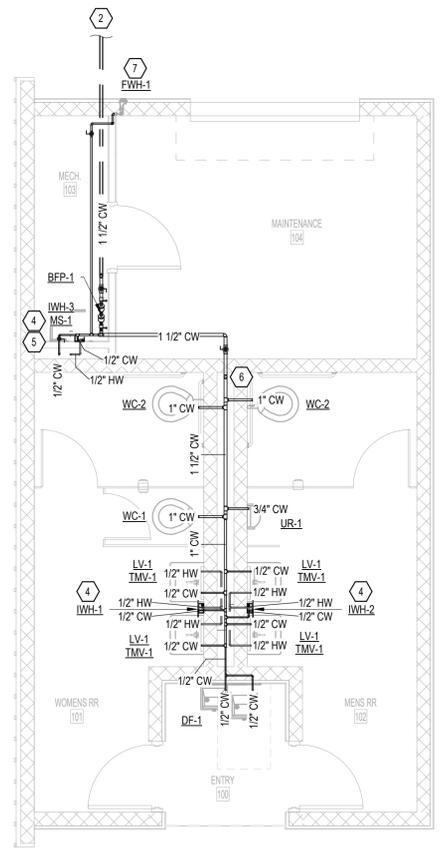 2
7
FWH-1
MECH.
103
1 1/2" CW
MAINTENANCE
104
BFP-1
IWH-3
4
MS-1
5
1 1/2" CW
1/2" CW
1/2" HW
1/2" CW
6
WC-2
1" CW
1" CW
WC-2
1 1/2" CW
WC-1
1" CW
3/4" CW
UR-1
1" CW
LV-1
TMV-1
1/2" HW
1/2" CW
LV-1
TMV-1
1/2" CW
4
IWH-1
1/2" HW
1/2" CW
1/2" HW
1/2" CW
4
IWH-2
1/2" HW
1/2" HW
LV-1
TMV-1
1/2" CW
1/2" CW
LV-1
TMV-1
1/2" CW
WOMENS RR
101
MENS RR
102
DF-1
1/2" CW
1/2" CW
ENTRY
100